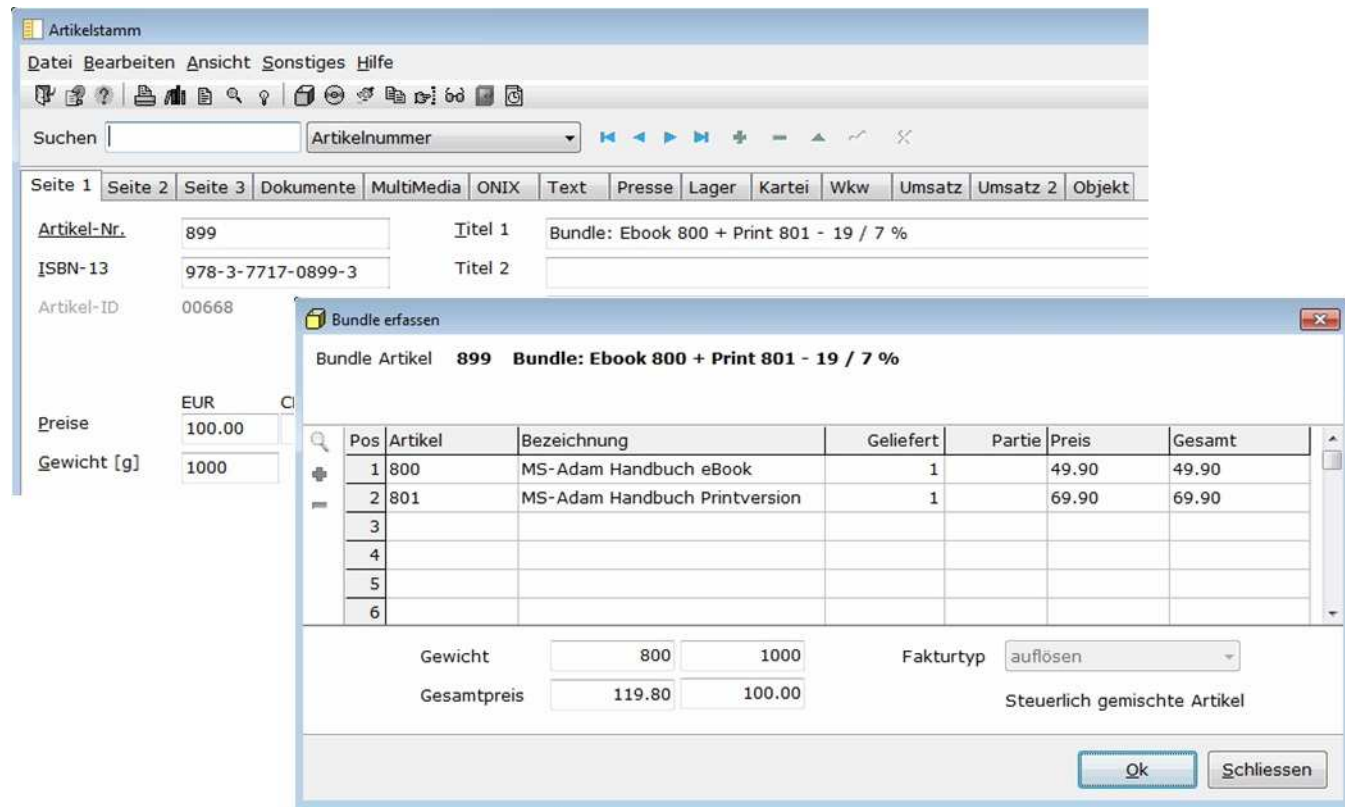 Artikelstamm
Datei Bearbeiten Ansicht Sonstiges Hilfe
Suchen Artikelnummer
Seite 1 Seite 2 Seite 3 Dokumente MultiMedia ONIX Text Presse Lager Kartei Wkw Umsatz Umsatz 2 Objekt
Artikel-Nr. 899 Titel 1 Bundle: Ebook 800 + Print 801 - 19 / 7 %
ISBN-13 978-3-7717-0899-3 Titel 2
Artikel-ID 00668
EUR
Preise 100.00
Gewicht [g] 1000
Bundle erfassen
Bundle Artikel 899 Bundle: Ebook 800 + Print 801 - 19 / 7 %
Pos Artikel Bezeichnung Geliefert Partie Preis Gesamt
1 800 MS-Adam Handbuch eBook 1 49.90 49.90
2 801 MS-Adam Handbuch Printversion 1 69.90 69.90
3
4
5
6
Gewicht 800 1000 Fakturtyp auflösen
Gesamtpreis 119.80 100.00 Steuerlich gemischte Artikel
Ok Schliessen